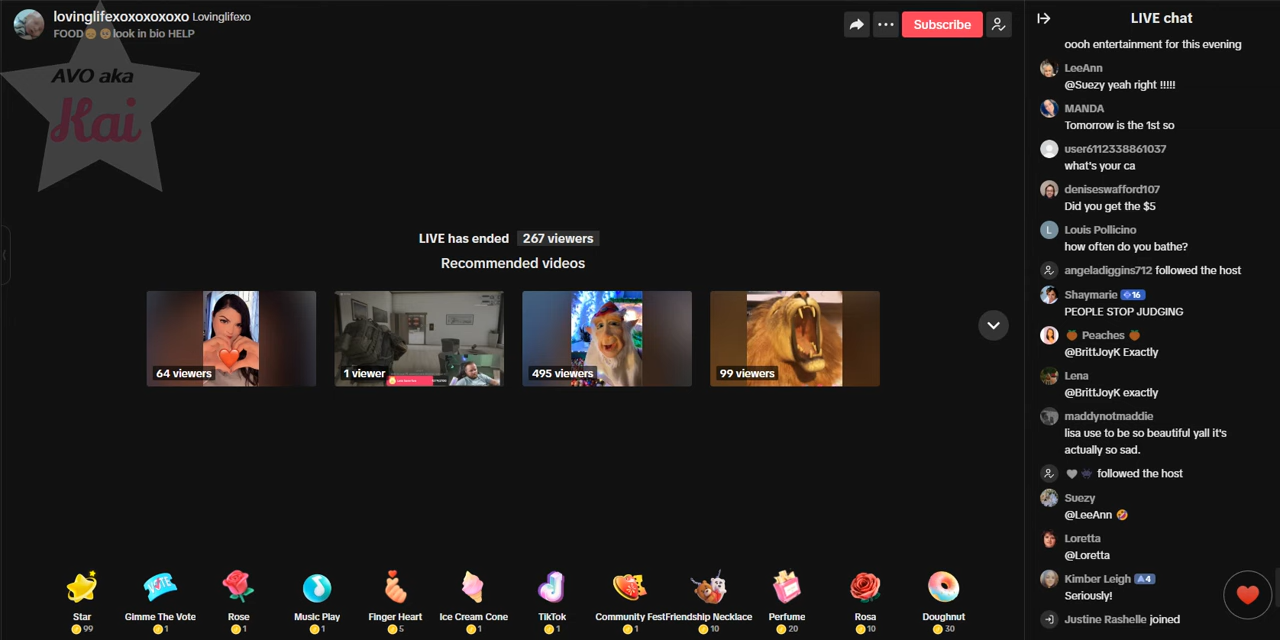 lovinglifexoxoxoxoxo Lovinglifexo
FOOD look in bio HELP
Subscribe
AVO aka
Kai
LIVE has ended 267 viewers
Recommended videos
64 viewers
1 viewer
495 viewers
99 viewers
Star
99
Gimme The Vote
1
Rose
1
Music Play
1
Finger Heart
5
Ice Cream Cone
1
TikTok
1
Community Fest
1
Friendship Necklace
10
Perfume
20
Rosa
10
Doughnut
30
LIVE chat
oooh entertainment for this evening
LeeAnn
@Suezy yeah right !!!!!
MANDA
Tomorrow is the 1st so
user6112338861037
what's your ca
deniseswafford107
Did you get the $5
L
Louis Pollicino
how often do you bathe?
angeladiggins712 followed the host
Shaymarie 16
PEOPLE STOP JUDGING
Peaches
@BrittJoyK Exactly
Lena
@BrittJoyK exactly
maddynotmaddie
lisa use to be so beautiful yall it's
actually so sad.
followed the host
Suezy
@LeeAnn 🤣
Loretta
@Loretta
Kimber Leigh 4
Seriously!
Justine Rashelle joined